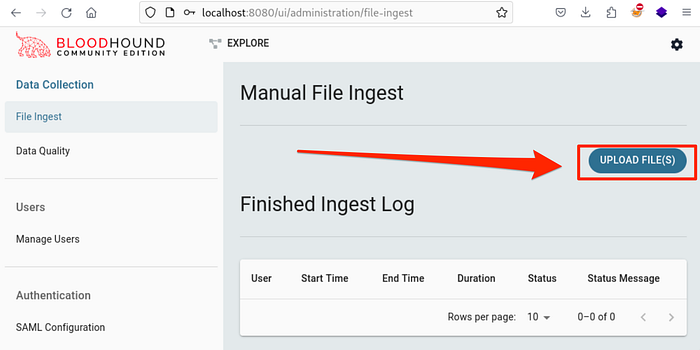 localhost:8080/ui/administration/file-ingest
BLOODHOUND
COMMUNITY EDITION
EXPLORE
Data Collection
File Ingest
Data Quality
Users
Manage Users
Authentication
SAML Configuration
Manual File Ingest
UPLOAD FILE(S)
Finished Ingest Log
User Start Time End Time Duration Status Status Message
Rows per page: 10 0–0 of 0